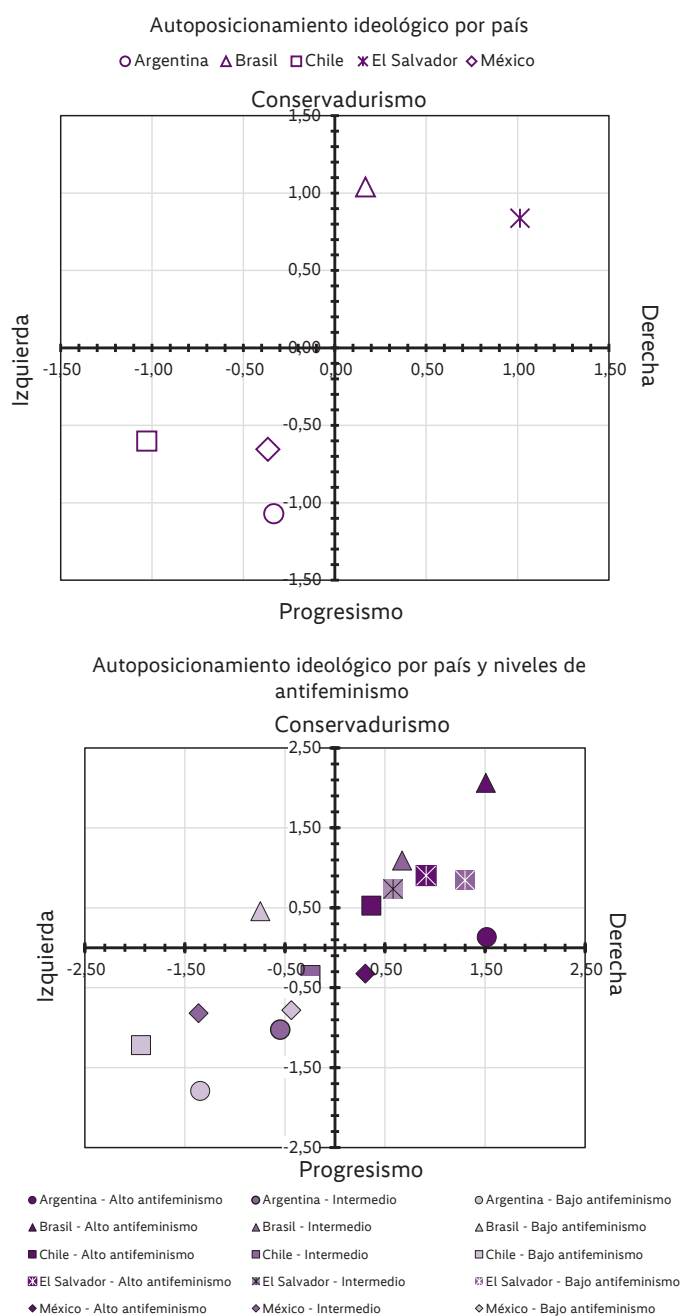 Autoposicionamiento ideológico por país
Argentina Brasil Chile El Salvador México
Conservadurismo
1,50
1,00
0,50
0,00
-1,50 -1,00 -0,50 0,00 0,50 1,00 1,50
-0,50
-1,00
-1,50
Izquierda
Derecha
Progresismo
Autoposicionamiento ideológico por país y niveles de
antifeminismo
Conservadurismo
2,50
1,50
0,50
-2,50 -1,50 -0,50 0,50 1,50 2,50
-0,50
-1,50
-2,50
Izquierda
Derecha
Progresismo
Argentina - Alto antifeminismo Argentina - Intermedio Argentina - Bajo antifeminismo
Brasil - Alto antifeminismo Brasil - Intermedio Brasil - Bajo antifeminismo
Chile - Alto antifeminismo Chile - Intermedio Chile - Bajo antifeminismo
El Salvador - Alto antifeminismo El Salvador - Intermedio El Salvador - Bajo antifeminismo
México - Alto antifeminismo México - Intermedio México - Bajo antifeminismo